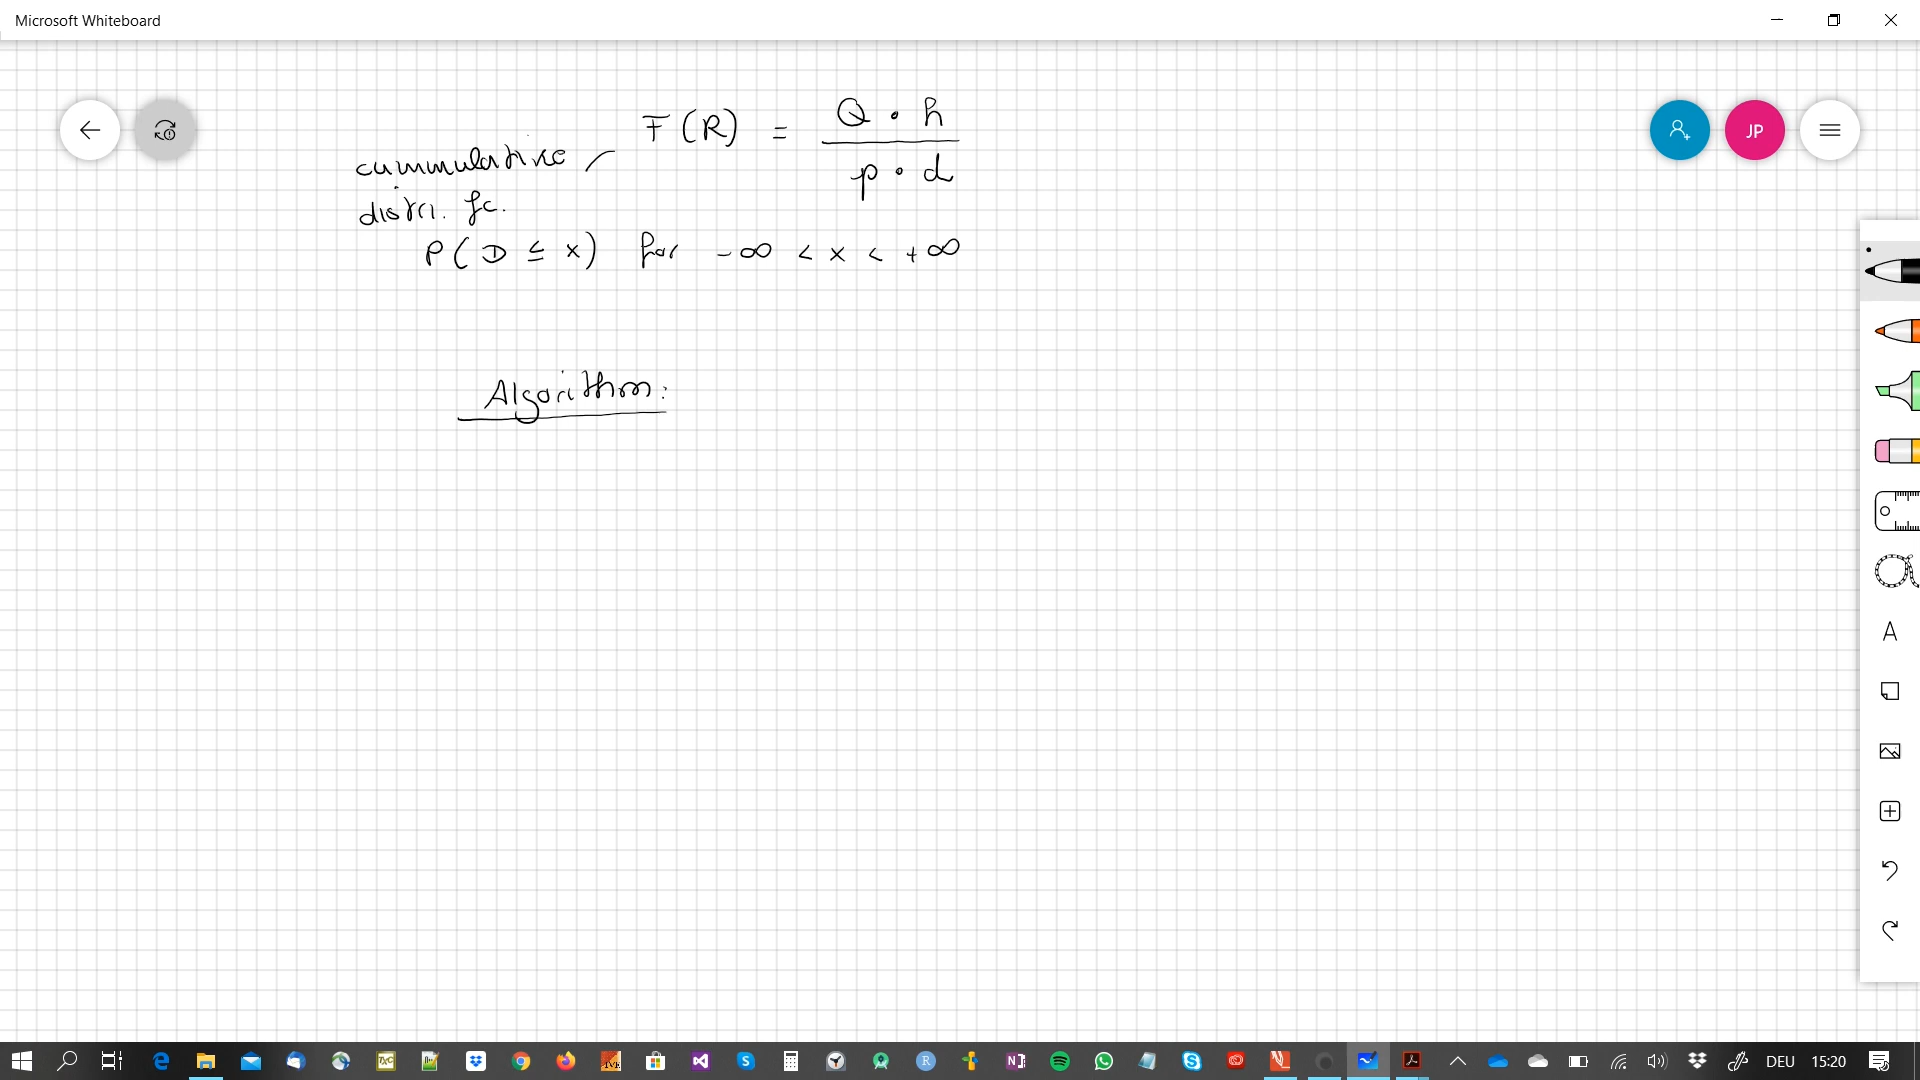 Microsoft Whiteboard
F(R) = Q • h / p • d
cummulative
distri. fc.
P(D ≤ x) for -∞ < x < +∞
JP
Algorithm:
A
DEU 15:20